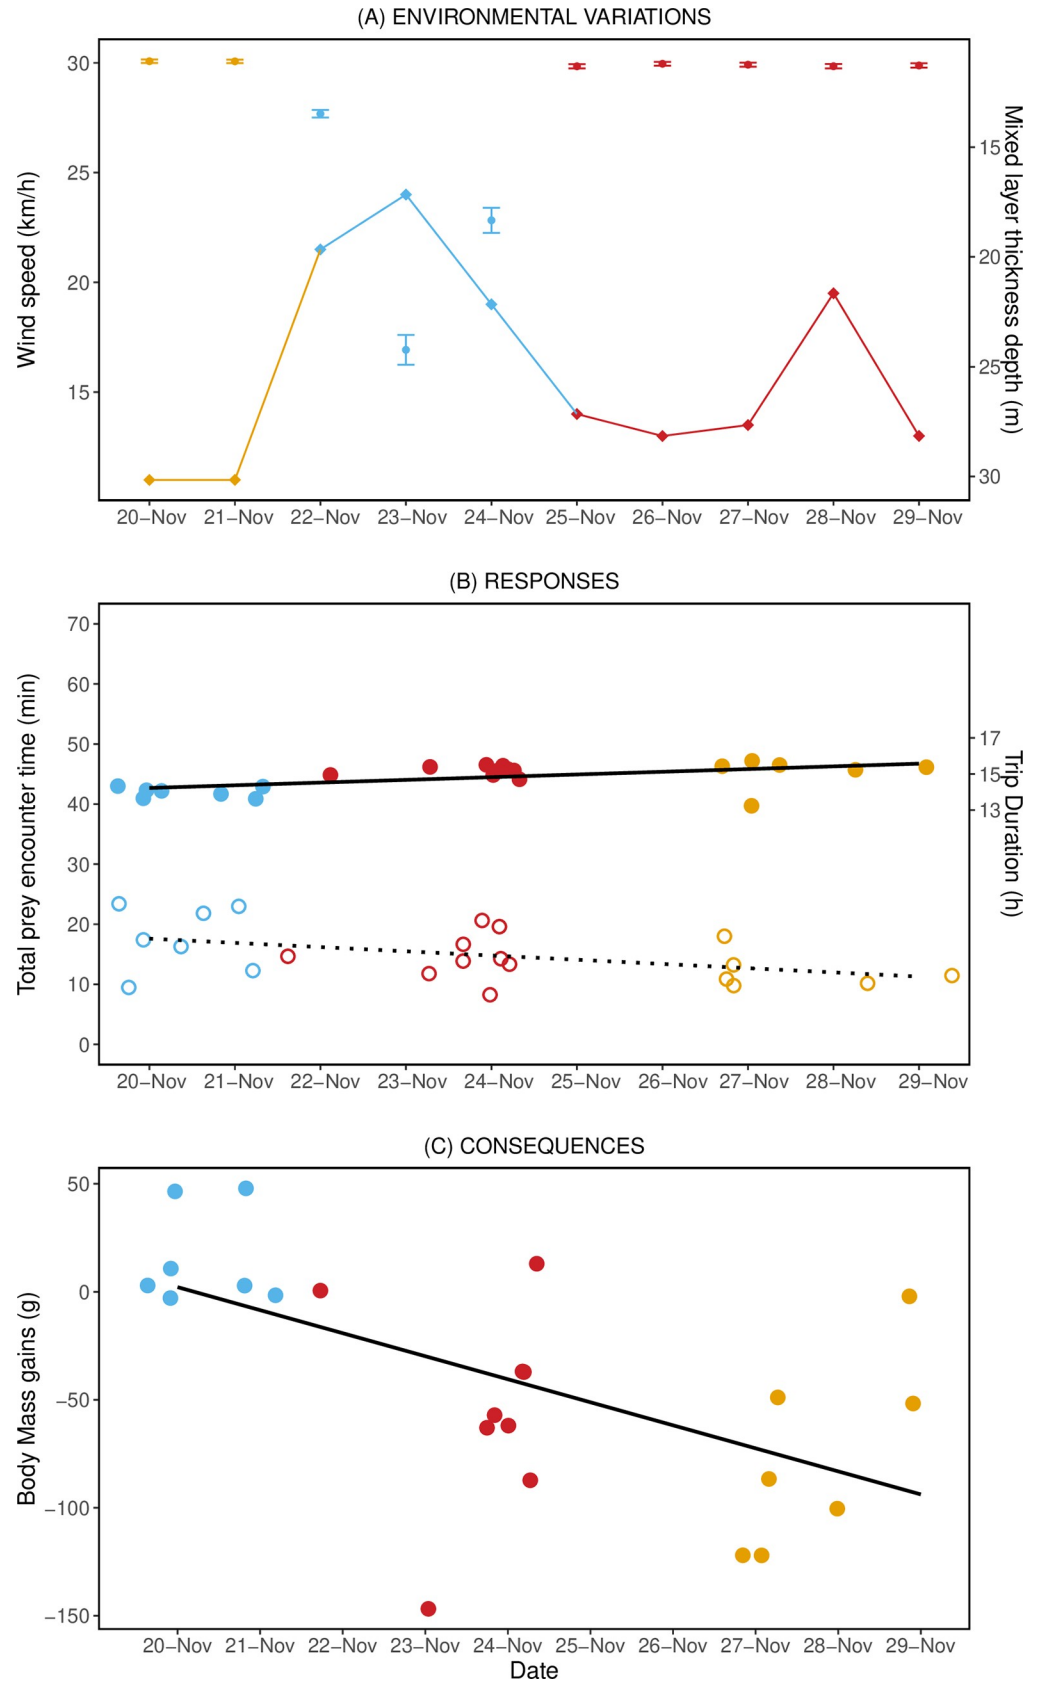 (A) ENVIRONMENTAL VARIATIONS
Wind speed (km/h)
30
25
20
15
15
20
25
30
Mixed layer thickness depth (m)
20−Nov 21−Nov 22−Nov 23−Nov 24−Nov 25−Nov 26−Nov 27−Nov 28−Nov 29−Nov
(B) RESPONSES
Total prey encounter time (min)
70
60
50
40
30
20
10
0
17
15
13
Trip Duration (h)
20−Nov 21−Nov 22−Nov 23−Nov 24−Nov 25−Nov 26−Nov 27−Nov 28−Nov 29−Nov
(C) CONSEQUENCES
Body Mass gains (g)
50
0
−50
−100
−150
20−Nov 21−Nov 22−Nov 23−Nov 24−Nov 25−Nov 26−Nov 27−Nov 28−Nov 29−Nov
Date